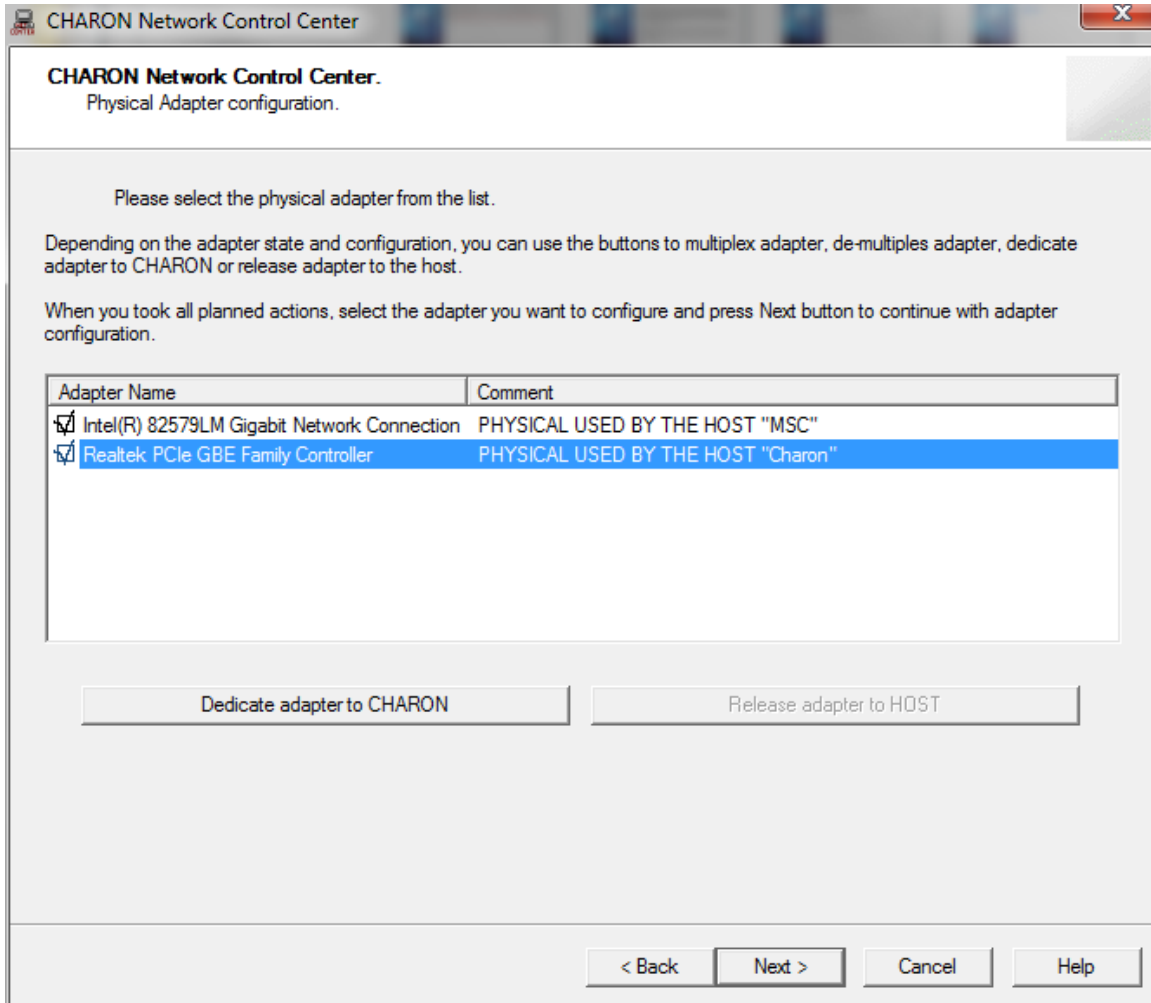 CHARON Network Control Center
CHARON Network Control Center.
Physical Adapter configuration.
Please select the physical adapter from the list.
Depending on the adapter state and configuration, you can use the buttons to multiplex adapter, de-multiples adapter, dedicate
adapter to CHARON or release adapter to the host.
When you took all planned actions, select the adapter you want to configure and press Next button to continue with adapter
configuration.
Adapter Name Comment
Intel(R) 82579LM Gigabit Network Connection PHYSICAL USED BY THE HOST "MSC"
Realtek PCIe GBE Family Controller PHYSICAL USED BY THE HOST "Charon"
Dedicate adapter to CHARON Release adapter to HOST
< Back Next > Cancel Help